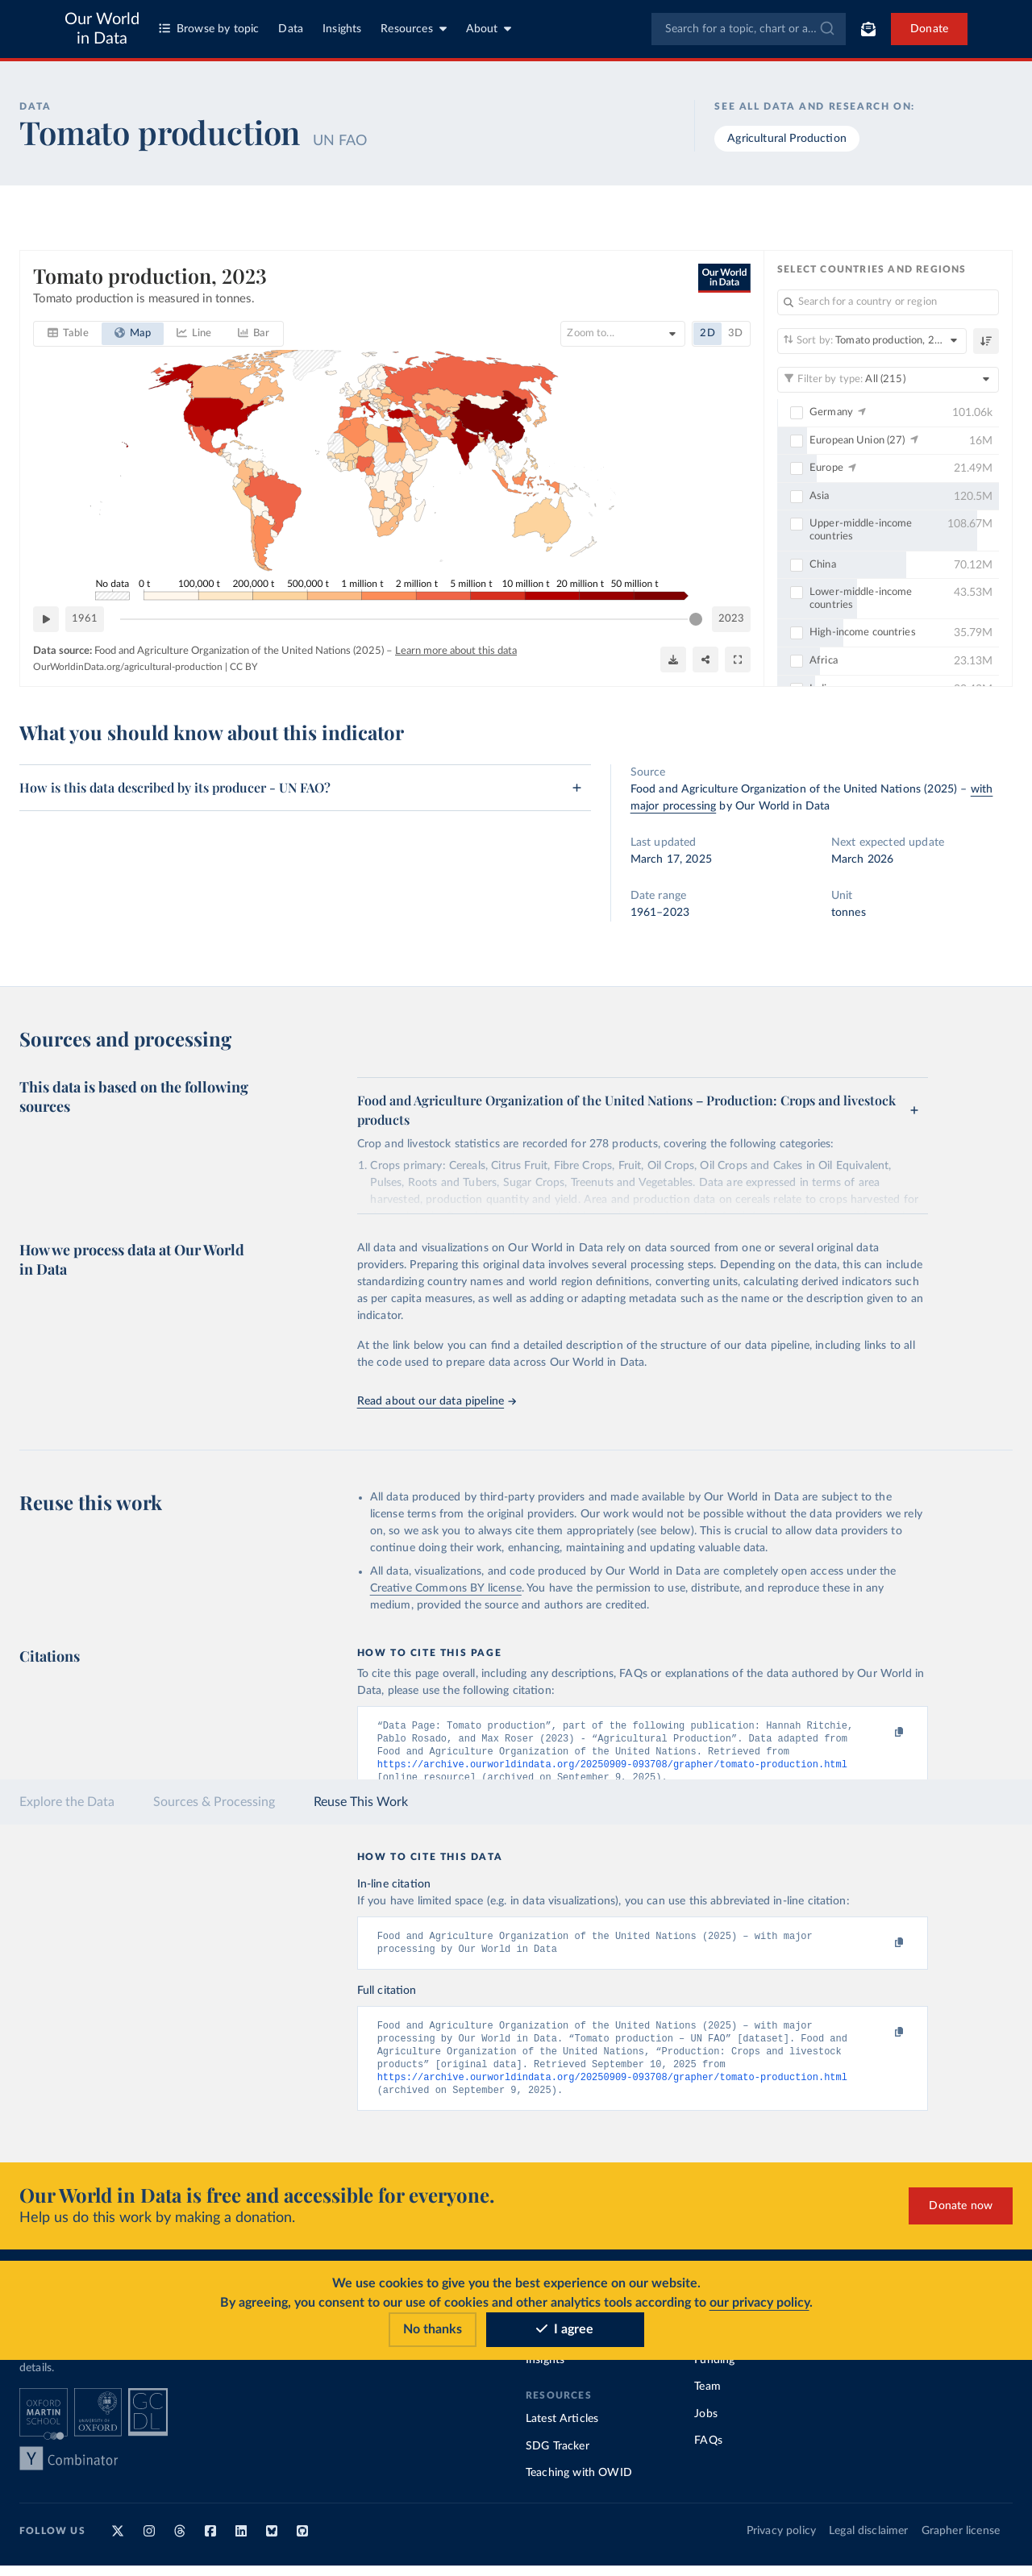 Our World
in Data
Browse by topic
Data
Insights
Resources
About
Search for a topic, chart or a...
Donate
DATA
Tomato production UN FAO
SEE ALL DATA AND RESEARCH ON:
Agricultural Production
Tomato production, 2023
Tomato production is measured in tonnes.
Our World
in Data
Table
Map
Line
Bar
Zoom to...
2D
3D
No data
0 t
100,000 t
200,000 t
500,000 t
1 million t
2 million t
5 million t
10 million t
20 million t
50 million t
1961
2023
Data source: Food and Agriculture Organization of the United Nations (2025) – Learn more about this data
OurWorldinData.org/agricultural-production | CC BY
SELECT COUNTRIES AND REGIONS
Search for a country or region
Sort by: Tomato production, 2...
Filter by type: All (215)
Germany 101.06k
European Union (27) 16M
Europe 21.49M
Asia 120.5M
Upper-middle-income
countries 108.67M
China 70.12M
Lower-middle-income
countries 43.53M
High-income countries 35.79M
Africa 23.13M
What you should know about this indicator
How is this data described by its producer - UN FAO?
Source
Food and Agriculture Organization of the United Nations (2025) – with
major processing by Our World in Data
Last updated
March 17, 2025
Next expected update
March 2026
Date range
1961–2023
Unit
tonnes
Sources and processing
This data is based on the following
sources
Food and Agriculture Organization of the United Nations – Production: Crops and livestock
products
Crop and livestock statistics are recorded for 278 products, covering the following categories:
1. Crops primary: Cereals, Citrus Fruit, Fibre Crops, Fruit, Oil Crops, Oil Crops and Cakes in Oil Equivalent,
Pulses, Roots and Tubers, Sugar Crops, Treenuts and Vegetables. Data are expressed in terms of area
harvested, production quantity and yield. Area and production data on cereals relate to crops harvested for
How we process data at Our World
in Data
All data and visualizations on Our World in Data rely on data sourced from one or several original data
providers. Preparing this original data involves several processing steps. Depending on the data, this can include
standardizing country names and world region definitions, converting units, calculating derived indicators such
as per capita measures, as well as adding or adapting metadata such as the name or the description given to an
indicator.
At the link below you can find a detailed description of the structure of our data pipeline, including links to all
the code used to prepare data across Our World in Data.
Read about our data pipeline →
Reuse this work
• All data produced by third-party providers and made available by Our World in Data are subject to the
license terms from the original providers. Our work would not be possible without the data providers we rely
on, so we ask you to always cite them appropriately (see below). This is crucial to allow data providers to
continue doing their work, enhancing, maintaining and updating valuable data.
• All data, visualizations, and code produced by Our World in Data are completely open access under the
Creative Commons BY license. You have the permission to use, distribute, and reproduce these in any
medium, provided the source and authors are credited.
Citations
HOW TO CITE THIS PAGE
To cite this page overall, including any descriptions, FAQs or explanations of the data authored by Our World in
Data, please use the following citation:
“Data Page: Tomato production”, part of the following publication: Hannah Ritchie,
Pablo Rosado, and Max Roser (2023) - “Agricultural Production”. Data adapted from
Food and Agriculture Organization of the United Nations. Retrieved from
https://archive.ourworldindata.org/20250909-093708/grapher/tomato-production.html
[online resource] (archived on September 9, 2025).
Explore the Data
Sources & Processing
Reuse This Work
HOW TO CITE THIS DATA
In-line citation
If you have limited space (e.g. in data visualizations), you can use this abbreviated in-line citation:
Food and Agriculture Organization of the United Nations (2025) – with major
processing by Our World in Data
Full citation
Food and Agriculture Organization of the United Nations (2025) – with major
processing by Our World in Data. “Tomato production – UN FAO” [dataset]. Food and
Agriculture Organization of the United Nations, “Production: Crops and livestock
products” [original data]. Retrieved September 10, 2025 from
https://archive.ourworldindata.org/20250909-093708/grapher/tomato-production.html
(archived on September 9, 2025).
Our World in Data is free and accessible for everyone.
Help us do this work by making a donation.
Donate now
We use cookies to give you the best experience on our website.
By agreeing, you consent to our use of cookies and other analytics tools according to our privacy policy.
No thanks
I agree
details.
OXFORD
MARTIN
SCHOOL
UNIVERSITY OF
OXFORD
GC
DL
Y Combinator
Insights
RESOURCES
Latest Articles
SDG Tracker
Teaching with OWID
Funding
Team
Jobs
FAQs
FOLLOW US
Privacy policy
Legal disclaimer
Grapher license